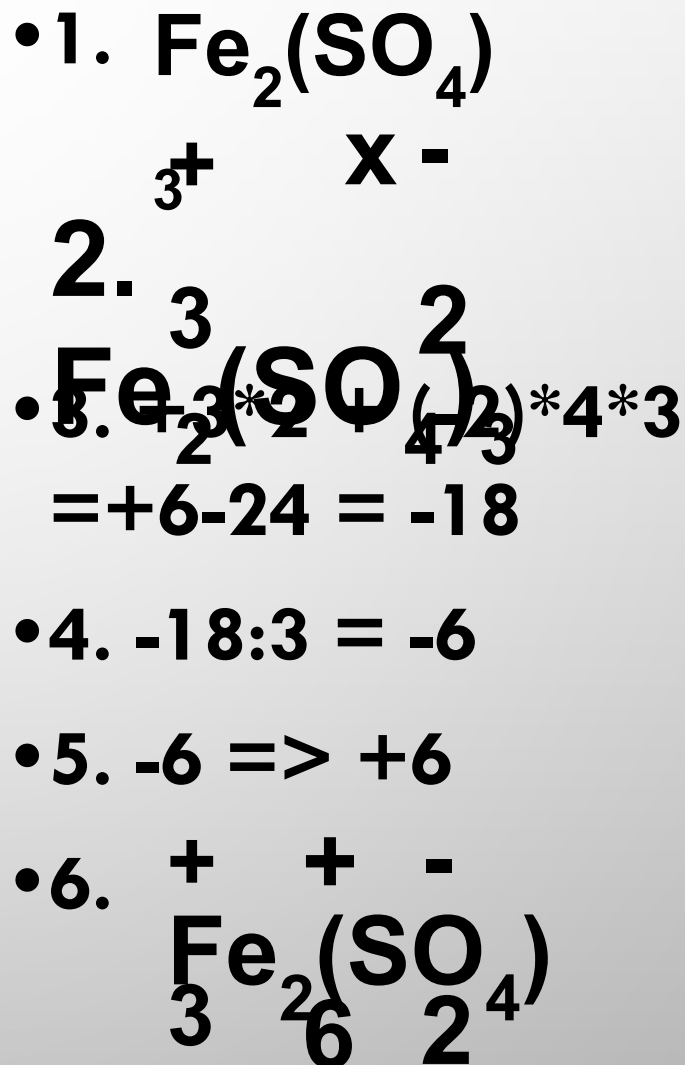 •1. Fe2(SO4)3
+ x -
2.
3 2
Fe2(SO4)3
•3. +3*2 + (-2)*4*3
=+6-24 = -18
•4. -18:3 = -6
•5. -6 => +6
•6. + + -
Fe2(SO4)
3 6 2